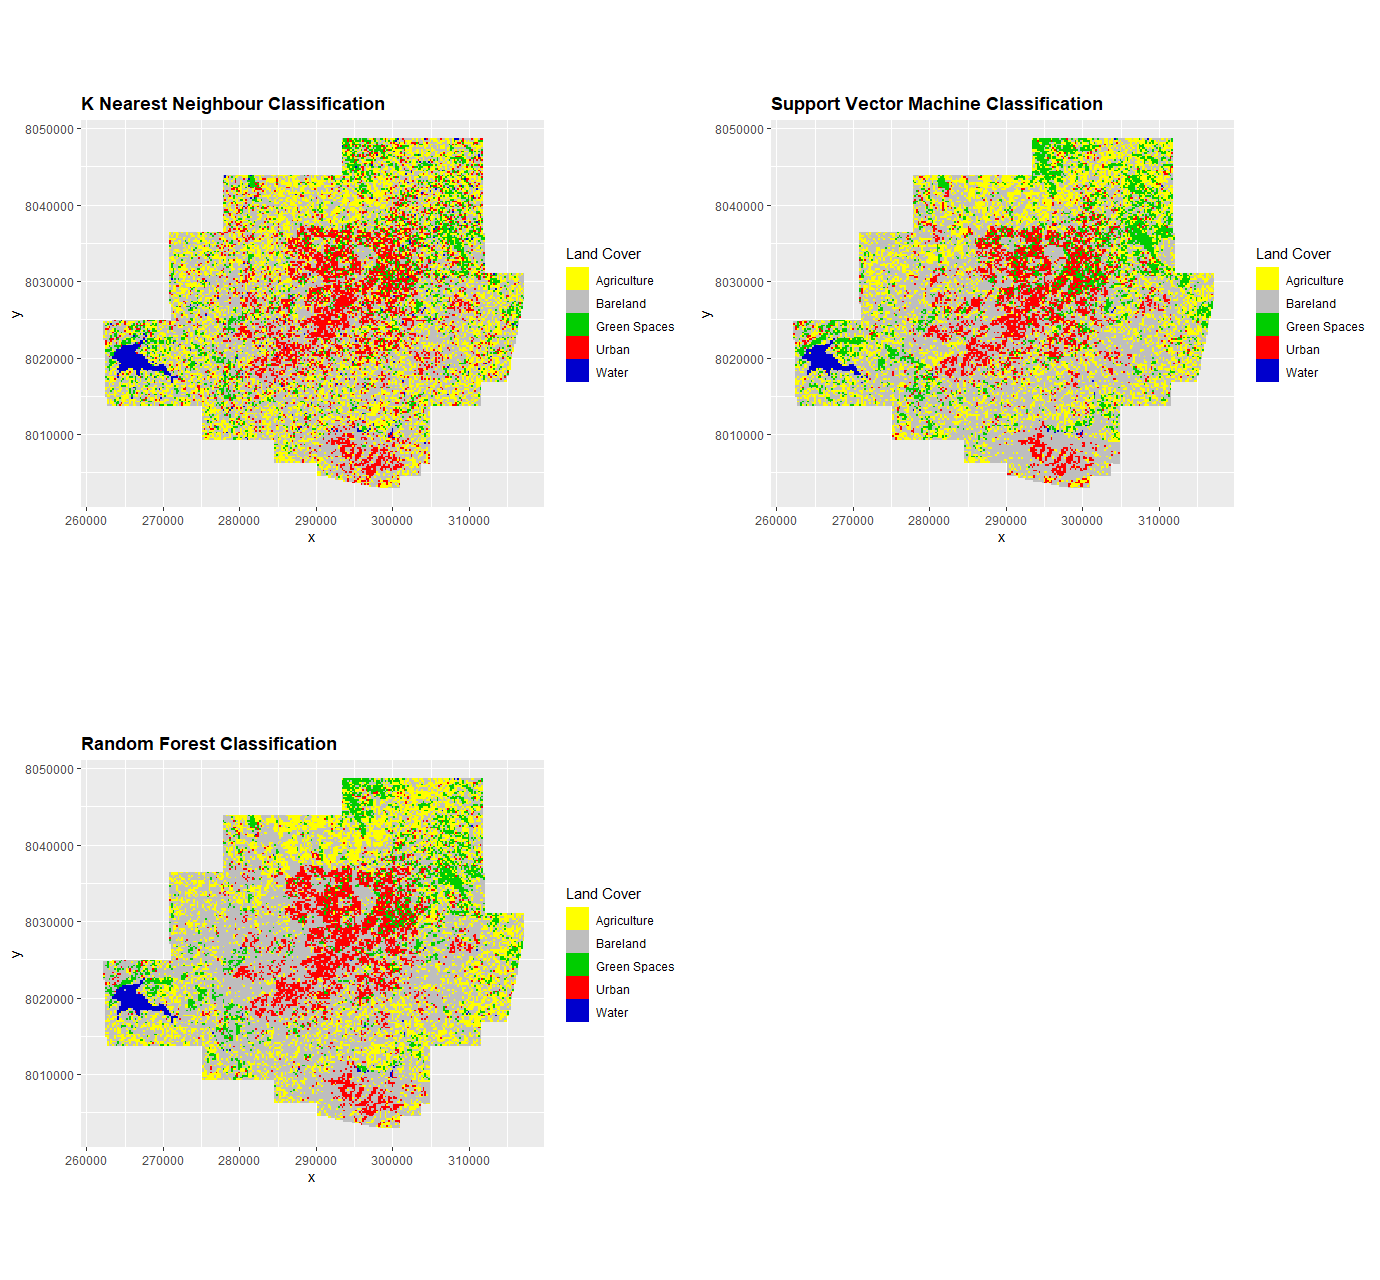 K Nearest Neighbour Classification
8050000
8040000
8030000
8020000
8010000
y
260000 270000 280000 290000 300000 310000
x
Land Cover
Agriculture
Bareland
Green Spaces
Urban
Water
Support Vector Machine Classification
8050000
8040000
8030000
8020000
8010000
y
260000 270000 280000 290000 300000 310000
x
Land Cover
Agriculture
Bareland
Green Spaces
Urban
Water
Random Forest Classification
8050000
8040000
8030000
8020000
8010000
y
260000 270000 280000 290000 300000 310000
x
Land Cover
Agriculture
Bareland
Green Spaces
Urban
Water